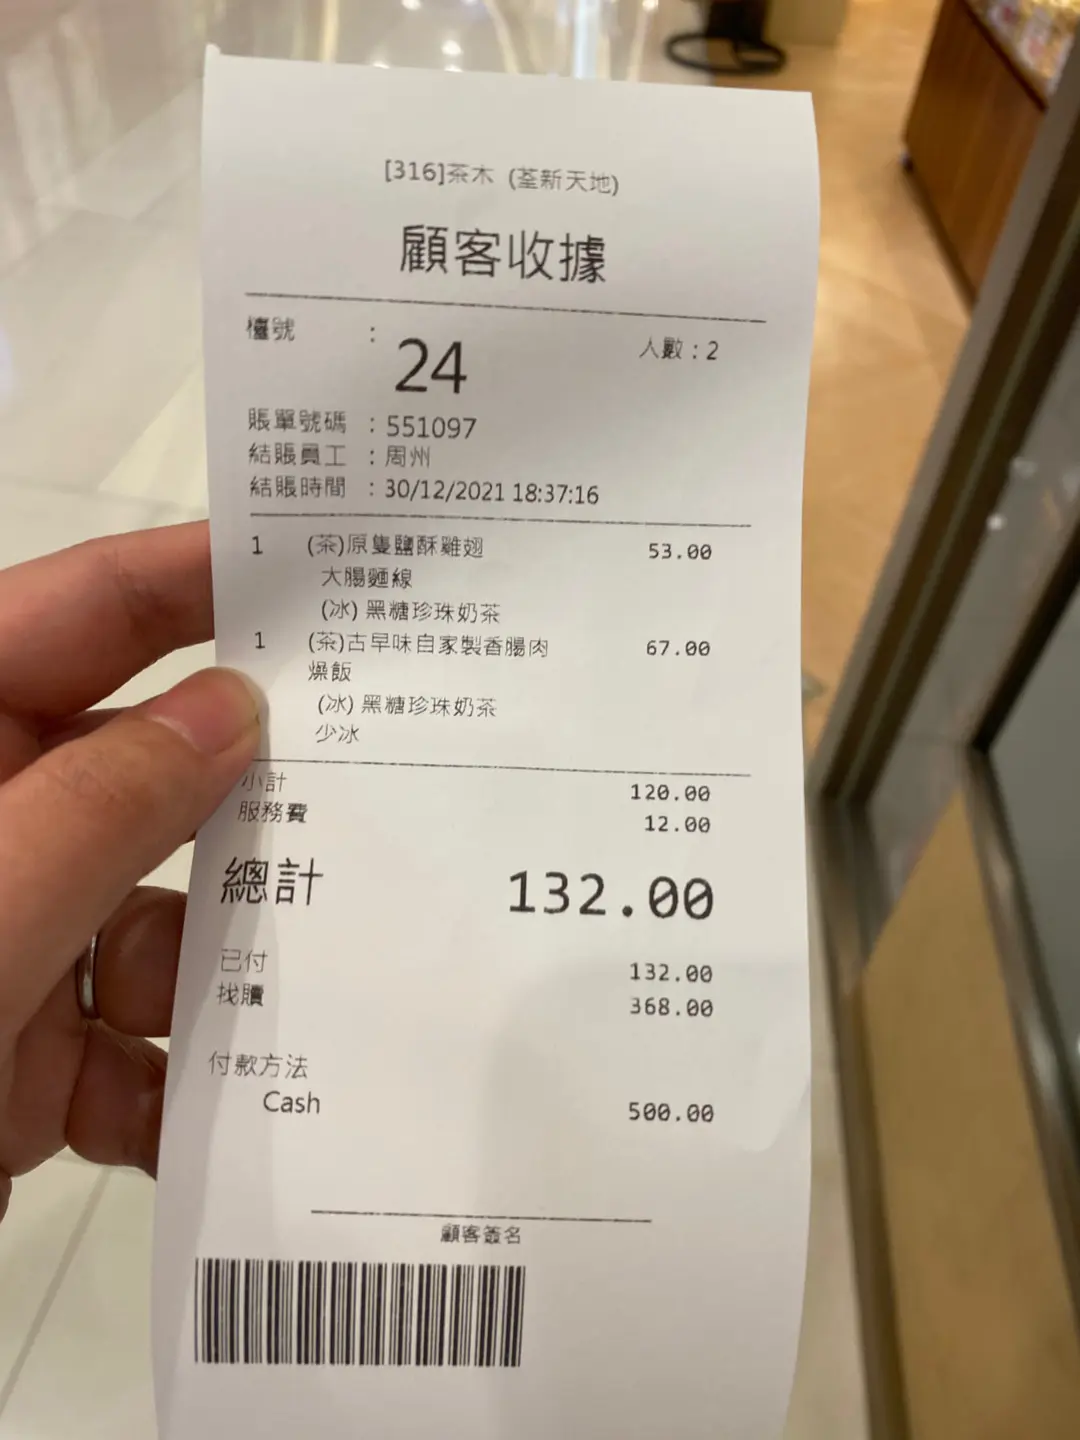 [316]茶木 (荃新天地)
顧客收據
檯號 : 24 人數:2
賬單號碼 : 551097
結賬員工 : 周州
結賬時間 : 30/12/2021 18:37:16
1 (茶)原隻鹽酥雞翅 53.00
大腸麵線
(冰) 黑糖珍珠奶茶
1 (茶)古早味自家製香腸肉 67.00
燥飯
(冰) 黑糖珍珠奶茶
少冰
小計 120.00
服務費 12.00
總計 132.00
已付 132.00
找贖 368.00
付款方法
Cash 500.00
顧客簽名